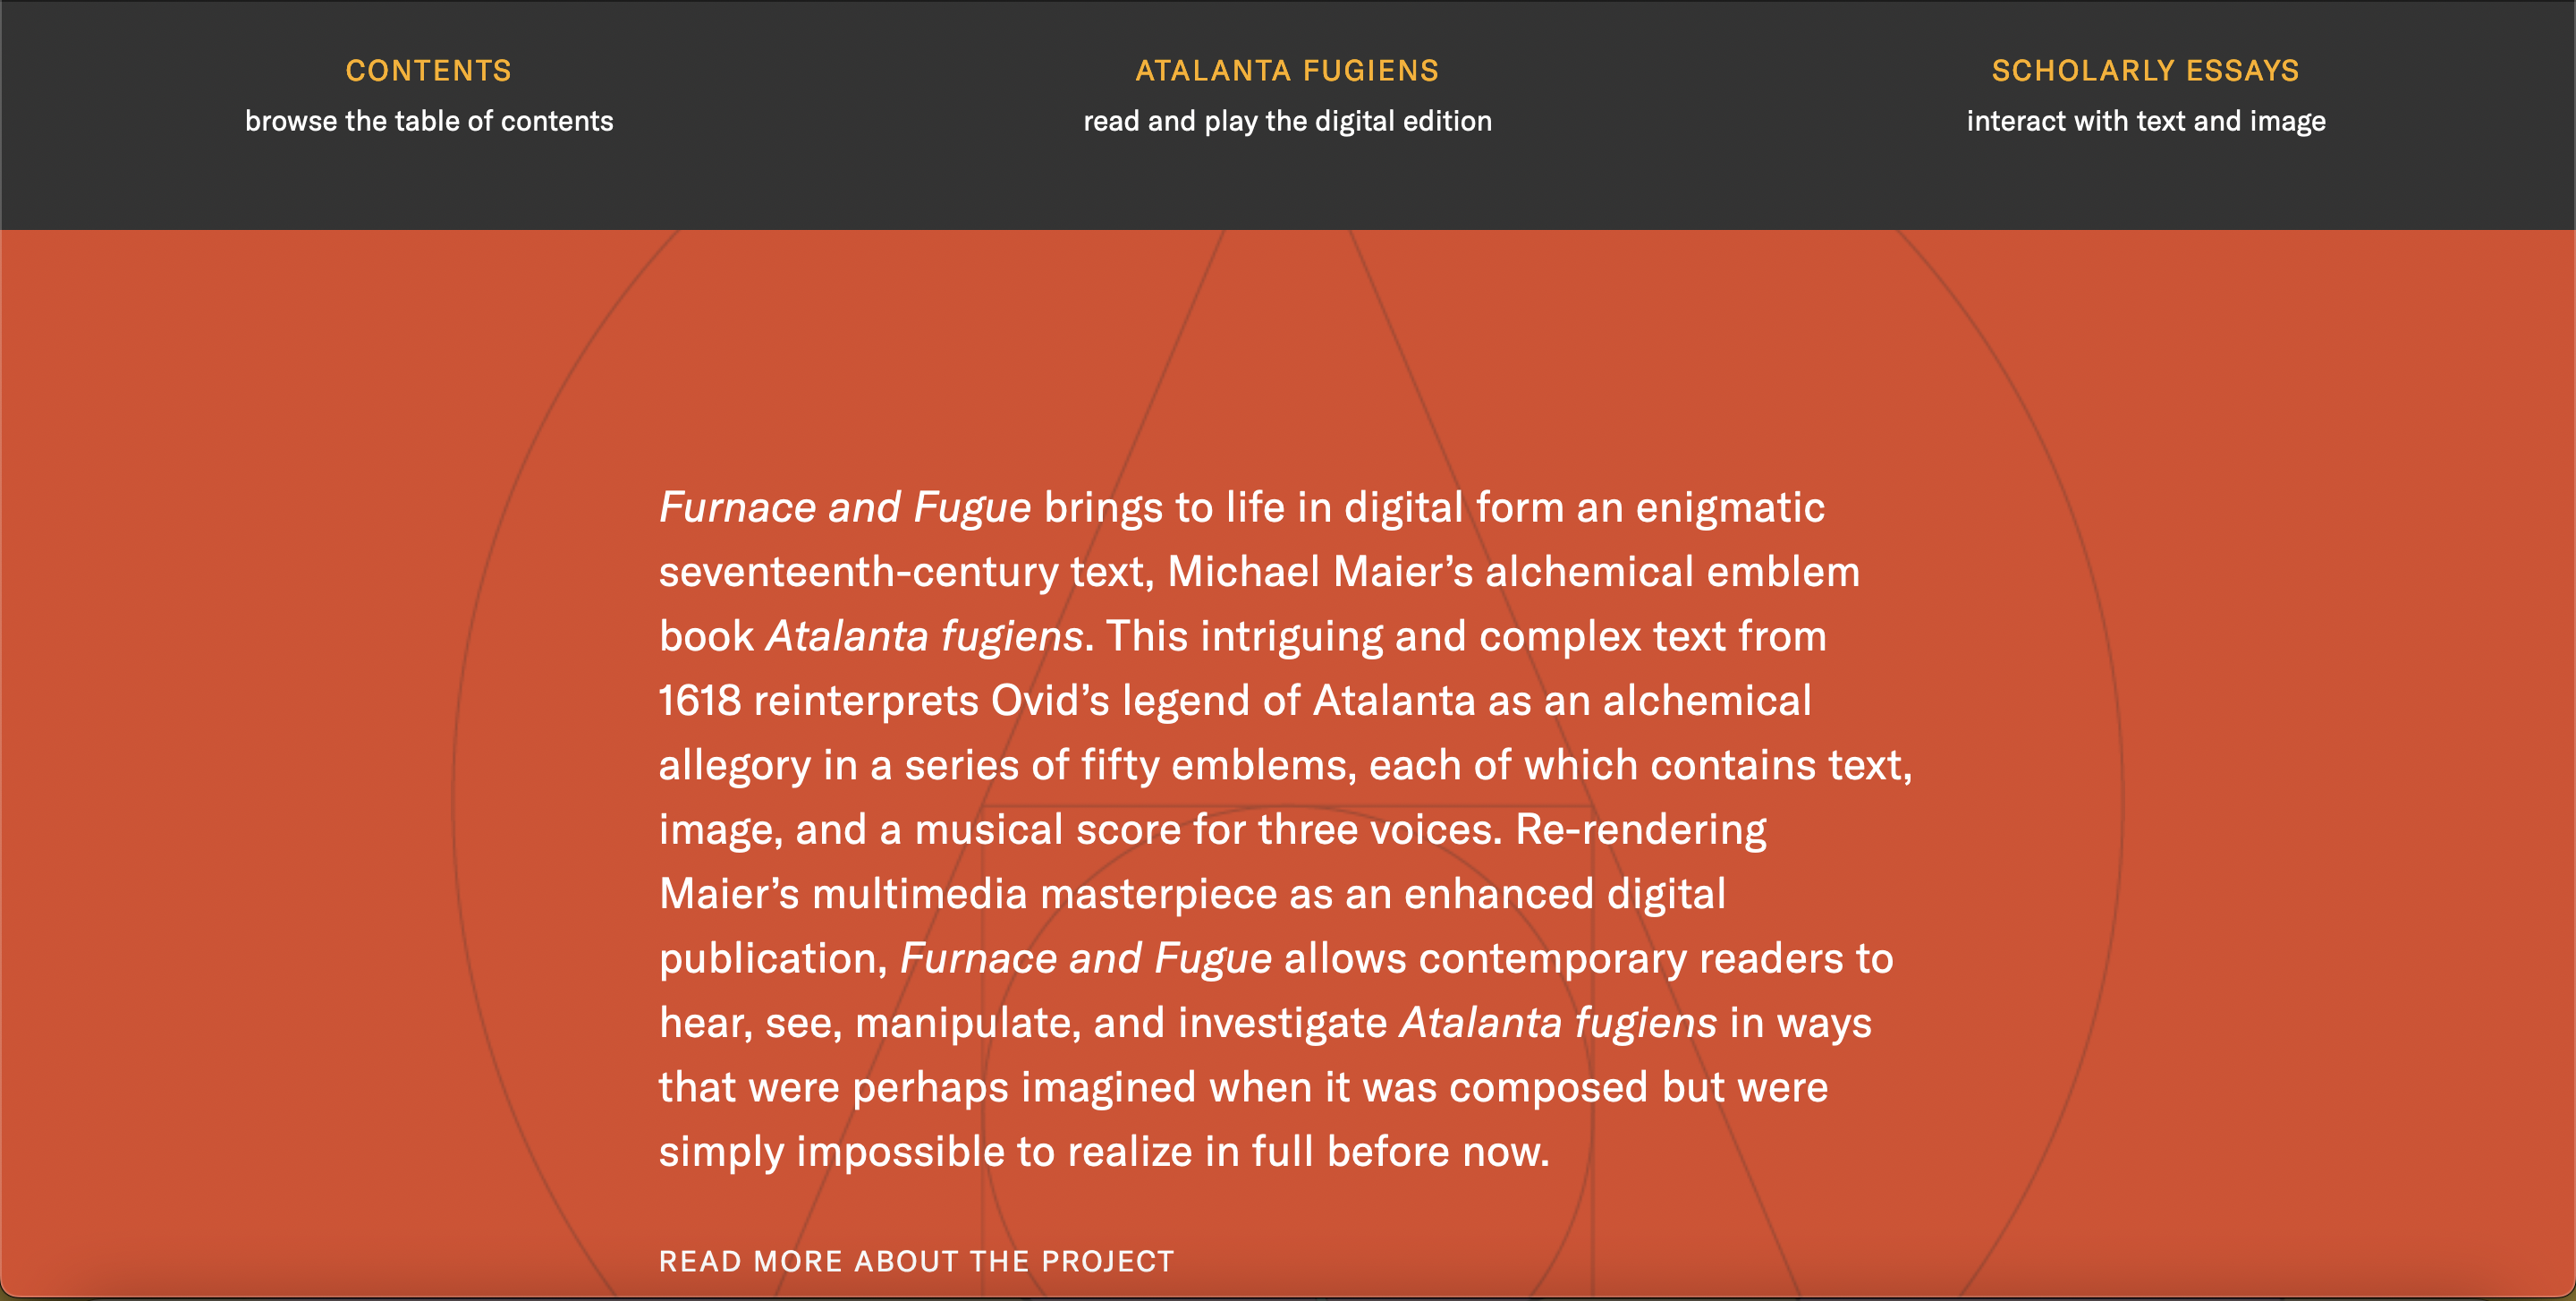 CONTENTS
browse the table of contents
ATALANTA FUGIENS
read and play the digital edition
SCHOLARLY ESSAYS
interact with text and image
Furnace and Fugue brings to life in digital form an enigmatic
seventeenth-century text, Michael Maier’s alchemical emblem
book Atalanta fugiens. This intriguing and complex text from
1618 reinterprets Ovid’s legend of Atalanta as an alchemical
allegory in a series of fifty emblems, each of which contains text,
image, and a musical score for three voices. Re-rendering
Maier’s multimedia masterpiece as an enhanced digital
publication, Furnace and Fugue allows contemporary readers to
hear, see, manipulate, and investigate Atalanta fugiens in ways
that were perhaps imagined when it was composed but were
simply impossible to realize in full before now.
READ MORE ABOUT THE PROJECT